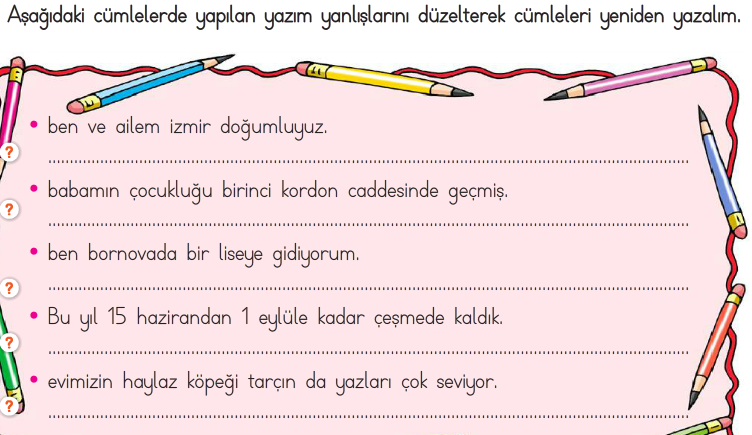 Aşağıdaki cümlelerde yapılan yazım yanlışlarını düzelterek cümleleri yeniden yazalım.
• ben ve ailem izmir doğumluyuz.
?
• babamın çocukluğu birinci kordon caddesinde geçmiş.
?
• ben bornovada bir liseye gidiyorum.
?
• Bu yıl 15 hazirandan 1 eylüle kadar çeşmede kaldık.
?
• evimizin haylaz köpeği tarçın da yazları çok seviyor.
?